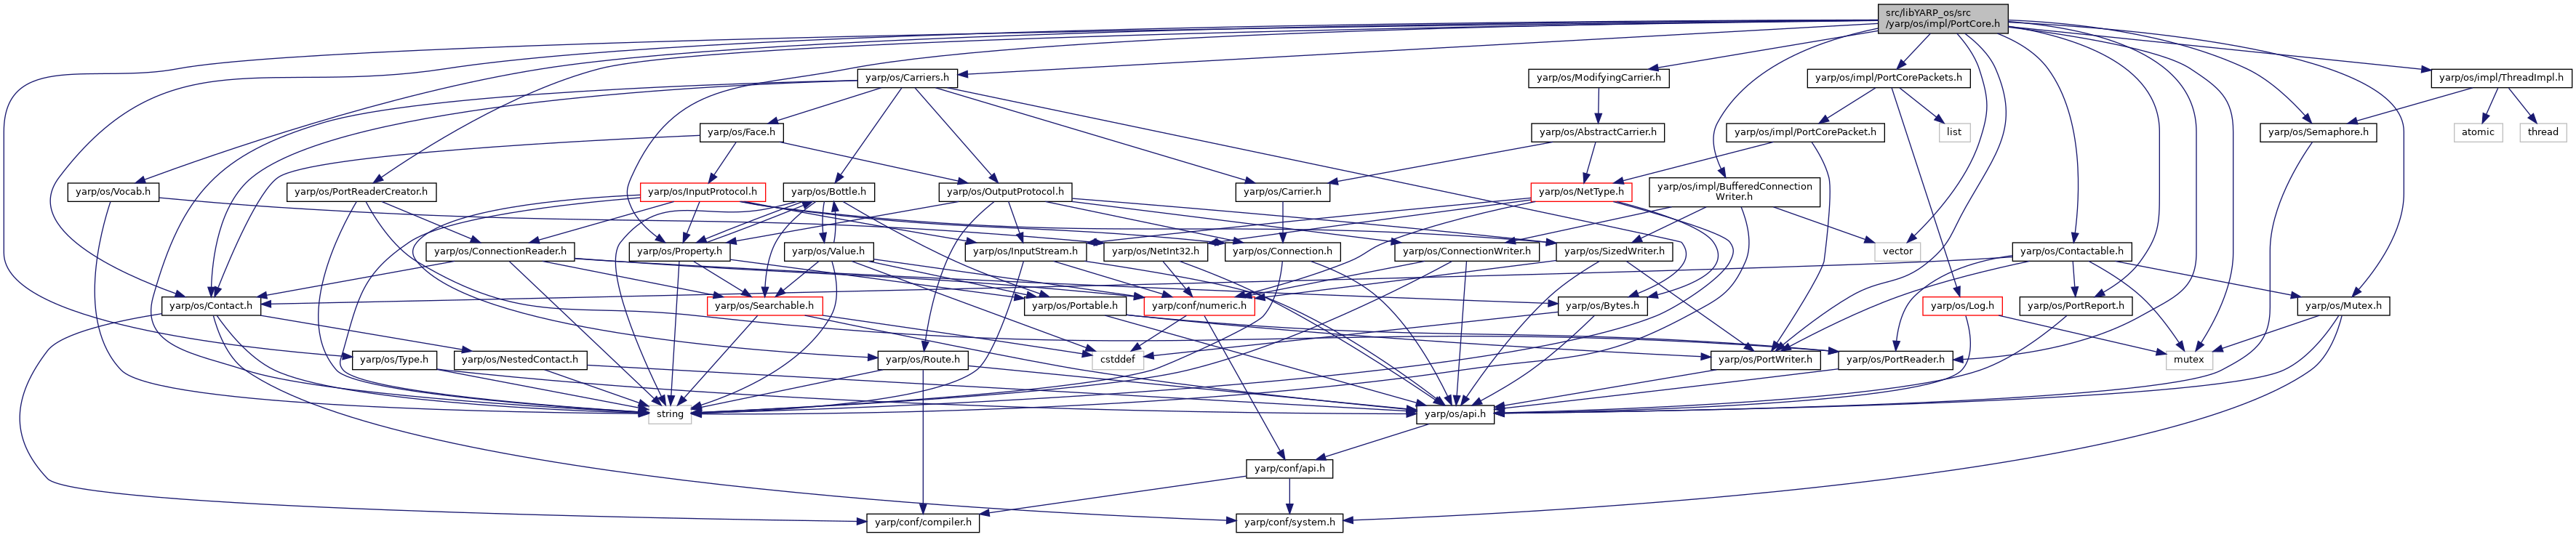 src/libYARP_os/src
/yarp/os/impl/PortCore.h
yarp/os/Carriers.h
yarp/os/ModifyingCarrier.h
yarp/os/impl/PortCorePackets.h
yarp/os/impl/ThreadImpl.h
yarp/os/Face.h
yarp/os/AbstractCarrier.h
yarp/os/impl/PortCorePacket.h
list
yarp/os/Semaphore.h
atomic
thread
yarp/os/Vocab.h
yarp/os/PortReaderCreator.h
yarp/os/InputProtocol.h
yarp/os/Bottle.h
yarp/os/OutputProtocol.h
yarp/os/Carrier.h
yarp/os/NetType.h
yarp/os/impl/BufferedConnection
Writer.h
yarp/os/ConnectionReader.h
yarp/os/Property.h
yarp/os/Value.h
yarp/os/InputStream.h
yarp/os/NetInt32.h
yarp/os/Connection.h
yarp/os/ConnectionWriter.h
yarp/os/SizedWriter.h
vector
yarp/os/Contactable.h
yarp/os/Contact.h
yarp/os/Searchable.h
yarp/os/Portable.h
yarp/conf/numeric.h
yarp/os/Bytes.h
yarp/os/Log.h
yarp/os/PortReport.h
yarp/os/Mutex.h
yarp/os/Type.h
yarp/os/NestedContact.h
yarp/os/Route.h
cstddef
yarp/os/PortWriter.h
yarp/os/PortReader.h
mutex
string
yarp/os/api.h
yarp/conf/api.h
yarp/conf/compiler.h
yarp/conf/system.h